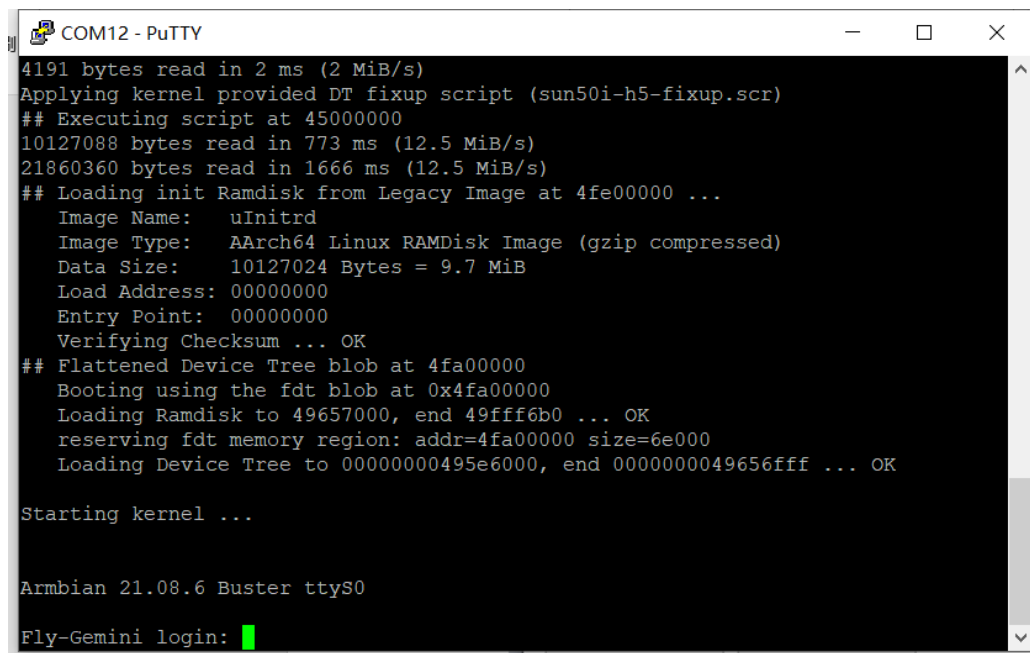 COM12 - PuTTY
4191 bytes read in 2 ms (2 MiB/s)
Applying kernel provided DT fixup script (sun50i-h5-fixup.scr)
## Executing script at 45000000
10127088 bytes read in 773 ms (12.5 MiB/s)
21860360 bytes read in 1666 ms (12.5 MiB/s)
## Loading init Ramdisk from Legacy Image at 4fe00000 ...
   Image Name:   uInitrd
   Image Type:   AArch64 Linux RAMDisk Image (gzip compressed)
   Data Size:    10127024 Bytes = 9.7 MiB
   Load Address: 00000000
   Entry Point:  00000000
   Verifying Checksum ... OK
## Flattened Device Tree blob at 4fa00000
   Booting using the fdt blob at 0x4fa00000
   Loading Ramdisk to 49657000, end 49fff6b0 ... OK
   reserving fdt memory region: addr=4fa00000 size=6e000
   Loading Device Tree to 00000000495e6000, end 0000000049656fff ... OK
Starting kernel ...
Armbian 21.08.6 Buster ttyS0
Fly-Gemini login: